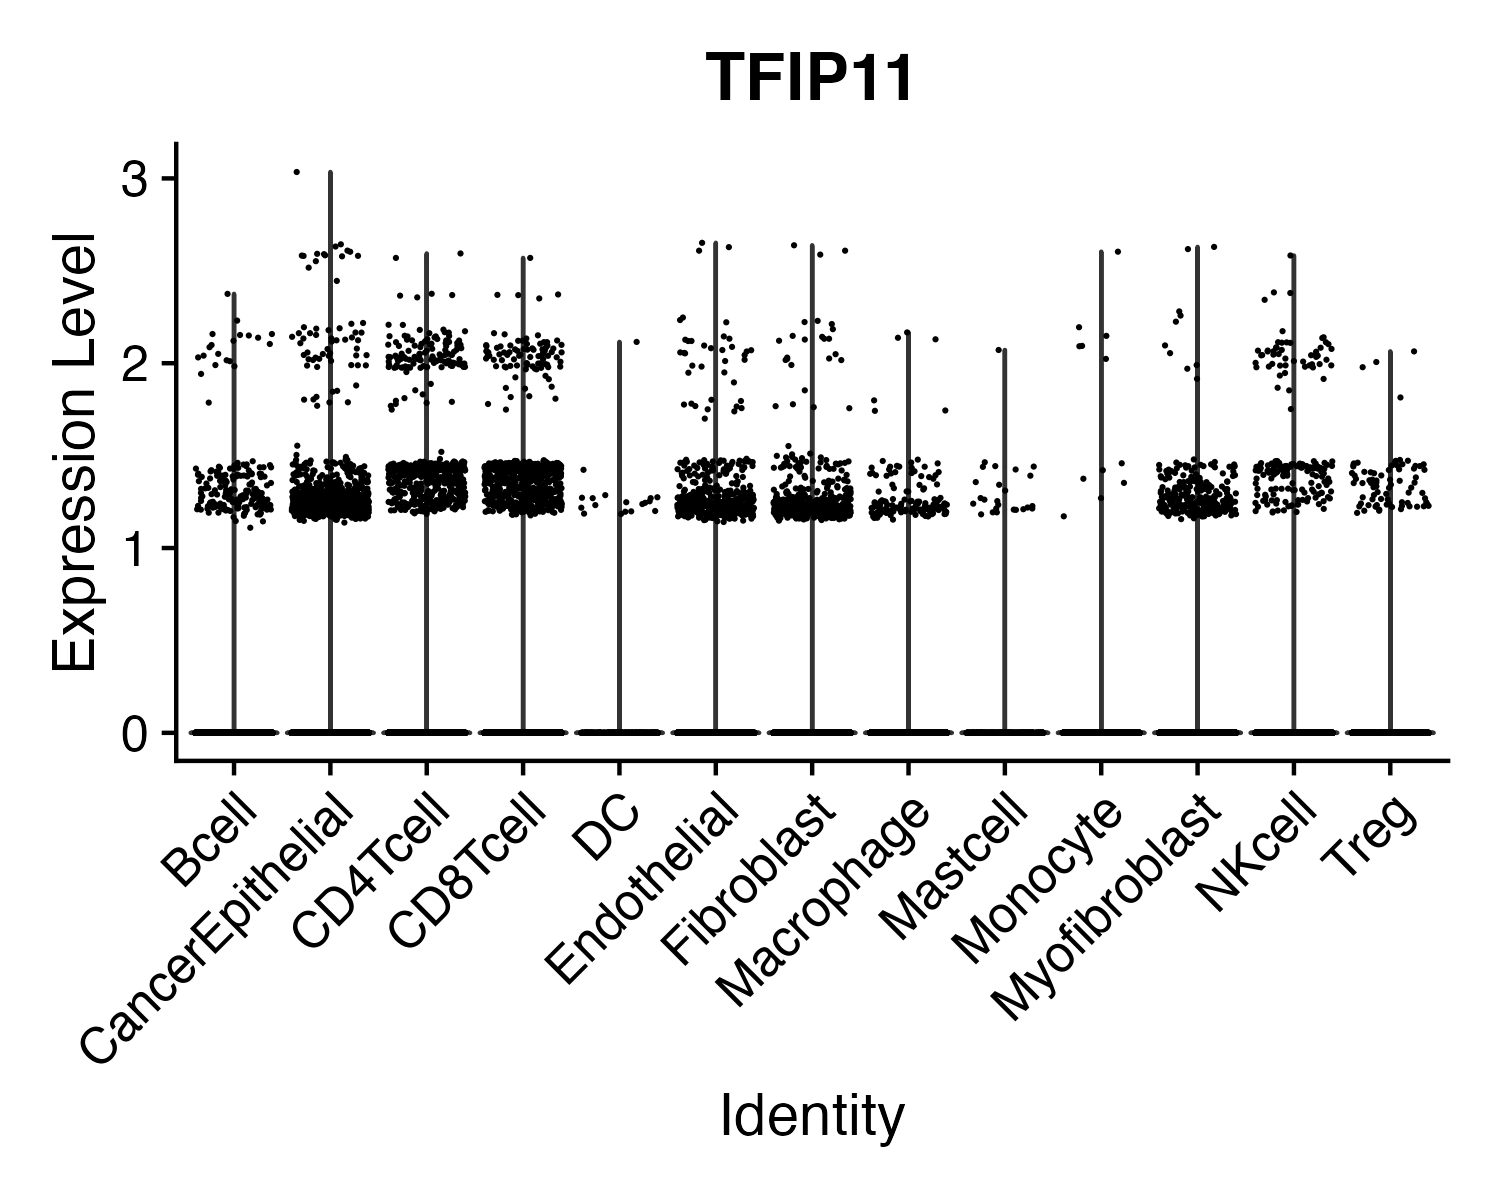 TFIP11
Expression Level
3
2
1
0
Bcell
CancerEpithelial
CD4Tcell
CD8Tcell
DC
Endothelial
Fibroblast
Macrophage
Mastcell
Monocyte
Myofibroblast
NKcell
Treg
Identity